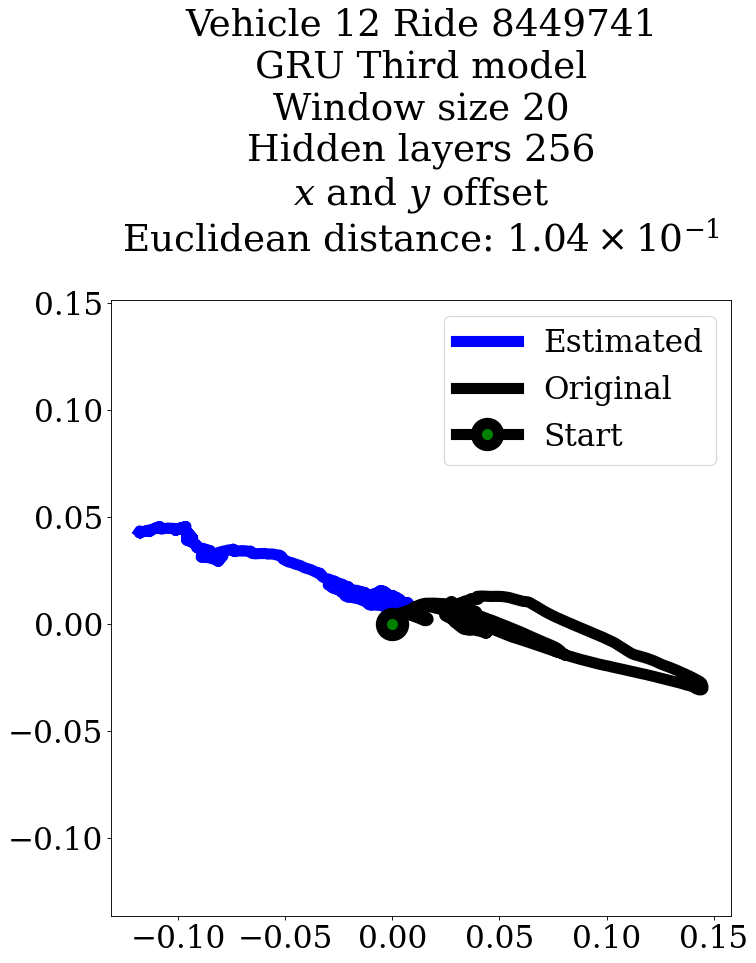 Vehicle 12 Ride 8449741
GRU Third model
Window size 20
Hidden layers 256
x and y offset
Euclidean distance: 1.04 × 10⁻¹
Estimated
Original
Start
0.15
0.10
0.05
0.00
−0.05
−0.10
−0.10 −0.05 0.00 0.05 0.10 0.15